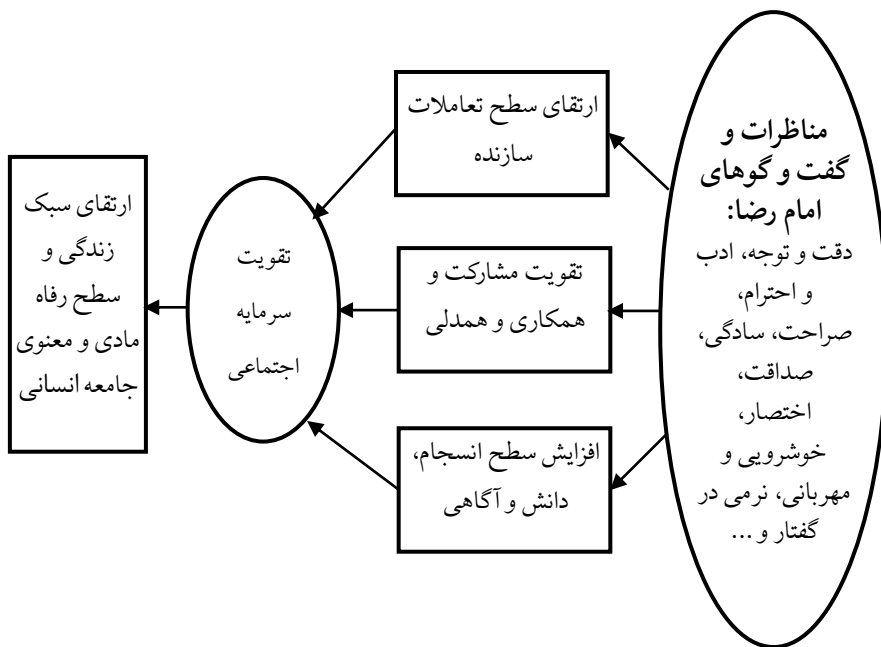 مناظرات و
گفت و گوهای
امام رضا:
دقت و توجه، ادب
و احترام،
صراحت، سادگی،
صداقت،
اختصار،
خوشرویی و
مهربانی، نرمی در
گفتار و ...
ارتقای سطح تعاملات
سازنده
تقویت مشارکت و
همکاری و همدلی
افزایش سطح انسجام،
دانش و آگاهی
تقویت
سرمایه
اجتماعی
ارتقای سبک
زندگی و
سطح رفاه
مادی و معنوی
جامعه انسانی